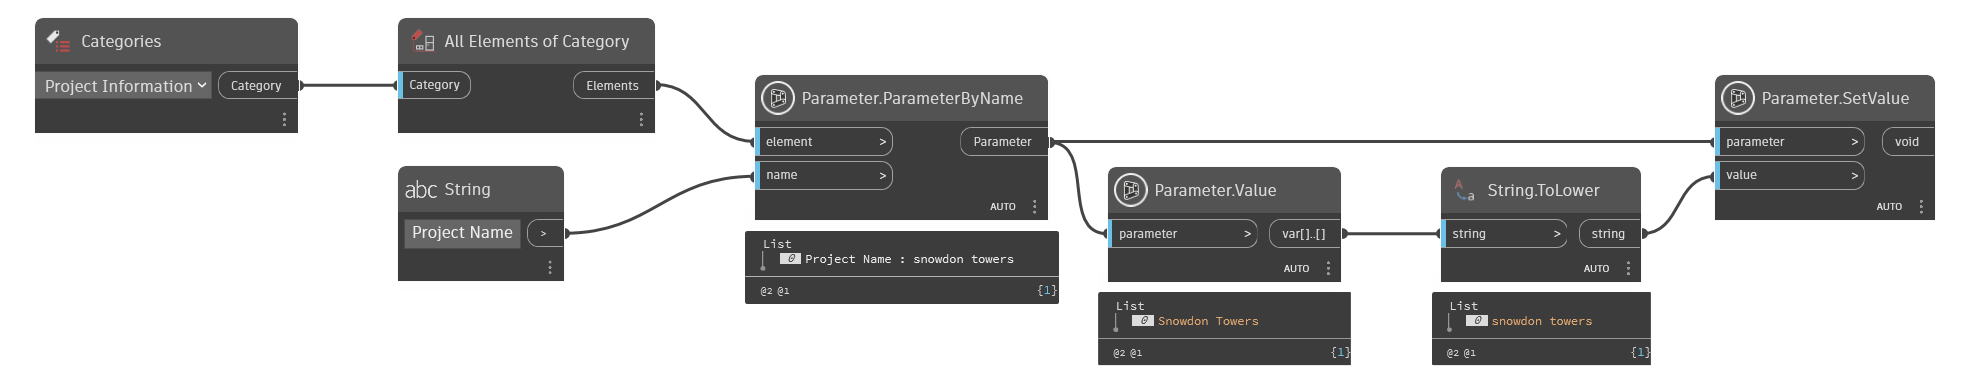 Categories
Project Information
Category
All Elements of Category
Category
Elements
abc String
Project Name
>
Parameter.ParameterByName
element >
Parameter
name >
AUTO
List
0 Project Name : snowdon towers
@2 @1
{1}
Parameter.Value
parameter >
var[]..[]
AUTO
List
0 Snowdon Towers
@2 @1
{1}
A
a
String.ToLower
string >
string
AUTO
List
0 snowdon towers
@2 @1
{1}
Parameter.SetValue
parameter >
void
value >
AUTO